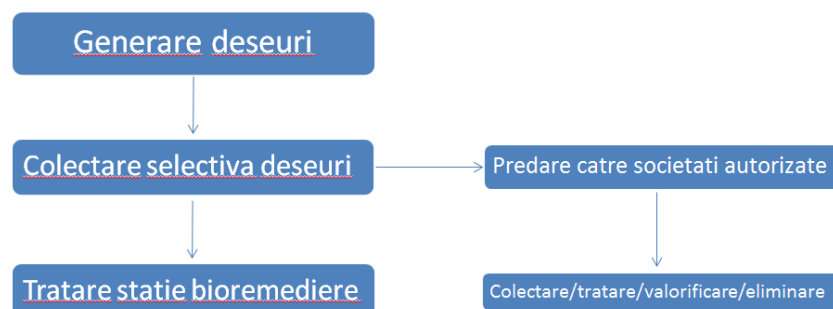 Generare deseuri
Colectare selectiva deseuri
Predare catre societati autorizate
Tratare statie bioremediere
Colectare/tratare/valorificare/eliminare